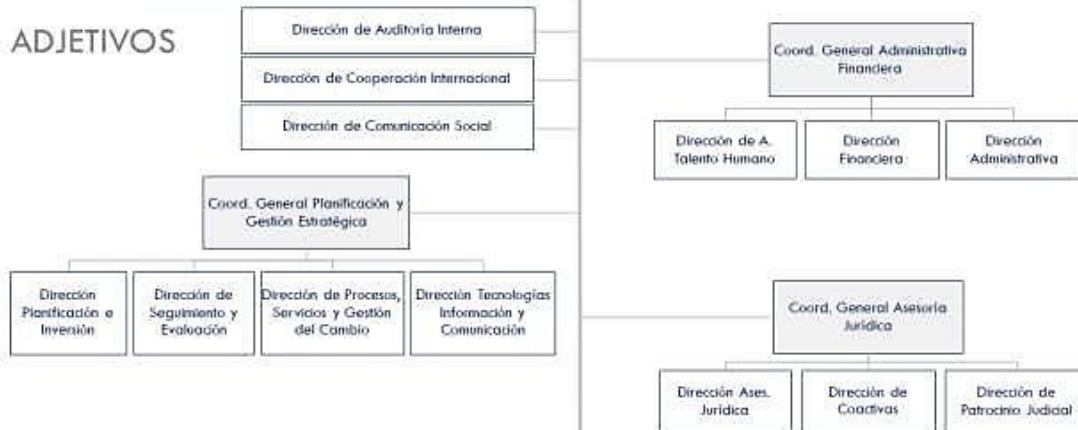 ADJETIVOS
Dirección de Auditoría Interna
Dirección de Cooperación Internacional
Dirección de Comunicación Social
Coord. General Planificación y
Gestión Estratégica
Dirección
Planificación e
Inversión
Dirección de
Seguimiento y
Evaluación
Dirección de Procesos,
Servicios y Gestión
del Cambio
Dirección Tecnologías
Información y
Comunicación
Coord. General Administrativa
Financiera
Dirección de A.
Talento Humano
Dirección
Financiera
Dirección
Administrativa
Coord. General Asesoría
Jurídica
Dirección Ases.
Jurídica
Dirección de
Coactivas
Dirección de
Patrocinio Judicial